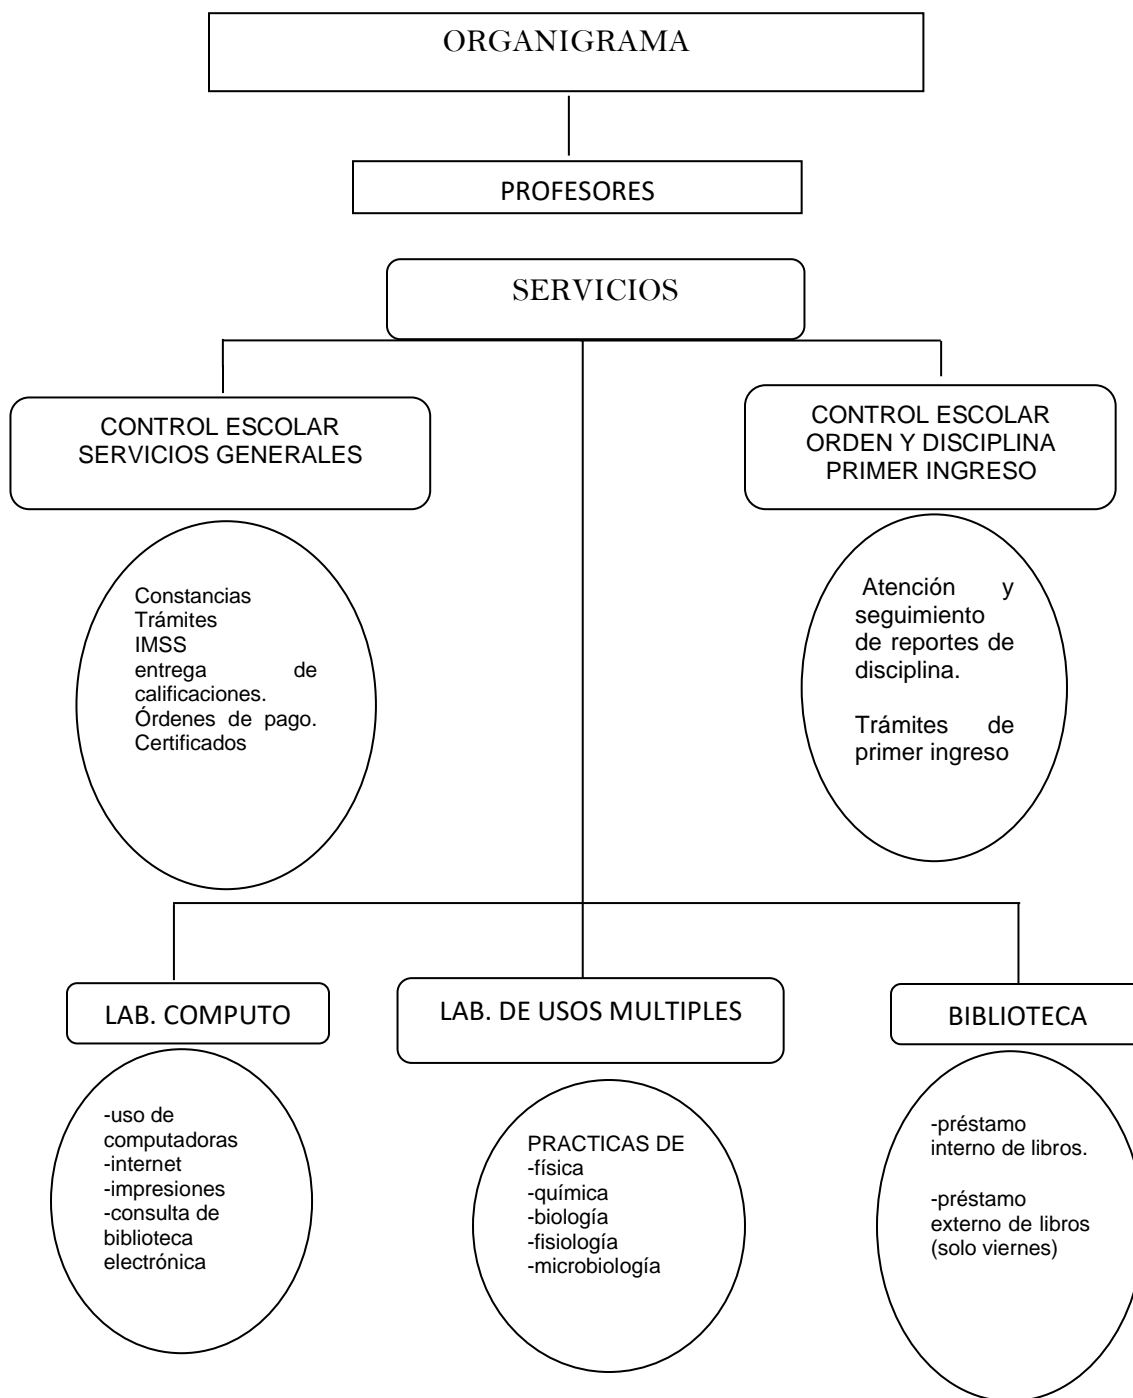 ORGANIGRAMA
PROFESORES
SERVICIOS
CONTROL ESCOLAR
SERVICIOS GENERALES
CONTROL ESCOLAR
ORDEN Y DISCIPLINA
PRIMER INGRESO
Constancias
Trámites
IMSS
entrega de
calificaciones.
Órdenes de pago.
Certificados
Atención y
seguimiento
de reportes de
disciplina.
Trámites de
primer ingreso
LAB. COMPUTO
LAB. DE USOS MULTIPLES
BIBLIOTECA
-uso de
computadoras
-internet
-impresiones
-consulta de
biblioteca
electrónica
PRACTICAS DE
-física
-química
-biología
-fisiología
-microbiología
-préstamo
interno de libros.
-préstamo
externo de libros
(solo viernes)